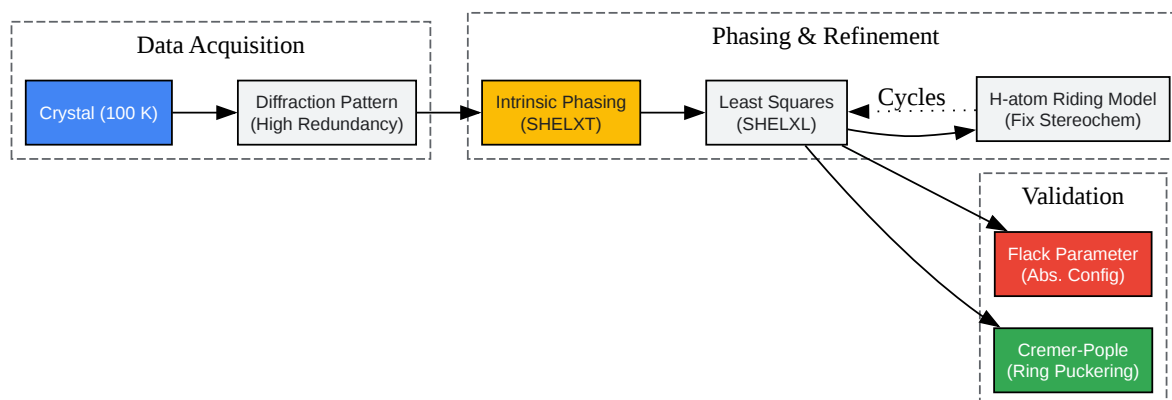 Data Acquisition
Crystal (100 K)
Diffraction Pattern
(High Redundancy)
Phasing & Refinement
Intrinsic Phasing
(SHELXT)
Least Squares
(SHELXL)
Cycles
H-atom Riding Model
(Fix Stereochem)
Validation
Flack Parameter
(Abs. Config)
Cremer-Pople
(Ring Puckering)